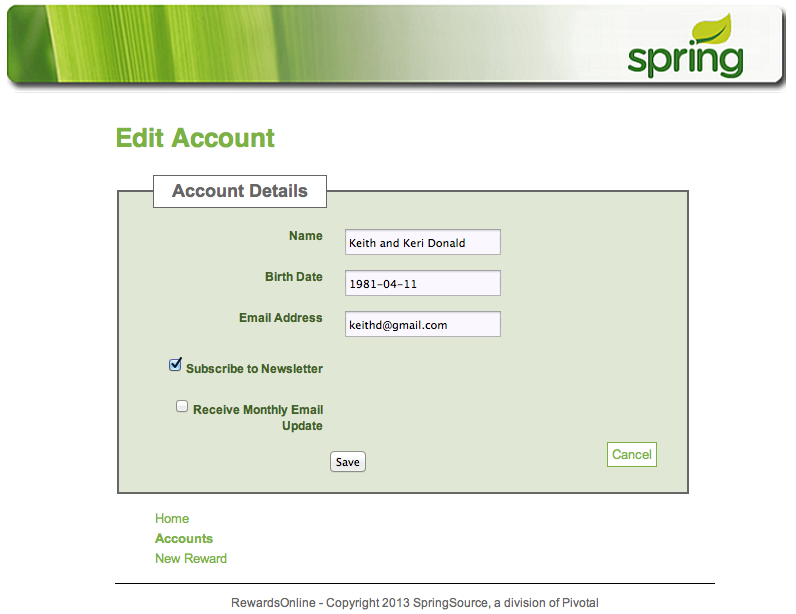 spring
Edit Account
Account Details
Name
Keith and Keri Donald
Birth Date
1981-04-11
Email Address
keithd@gmail.com
Subscribe to Newsletter
Receive Monthly Email
Update
Save
Cancel
Home
Accounts
New Reward
RewardsOnline - Copyright 2013 SpringSource, a division of Pivotal